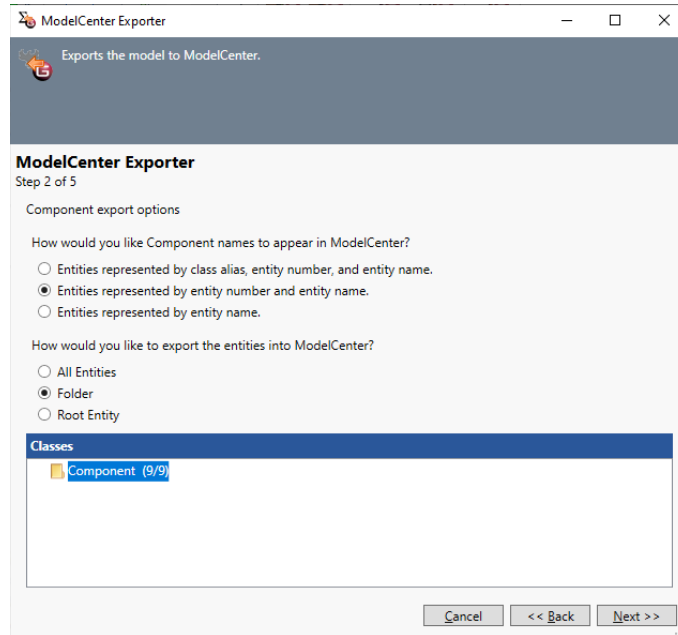 ModelCenter Exporter
Exports the model to ModelCenter.
ModelCenter Exporter
Step 2 of 5
Component export options
How would you like Component names to appear in ModelCenter?
Entities represented by class alias, entity number, and entity name.
Entities represented by entity number and entity name.
Entities represented by entity name.
How would you like to export the entities into ModelCenter?
All Entities
Folder
Root Entity
Classes
Component (9/9)
Cancel << Back Next >>